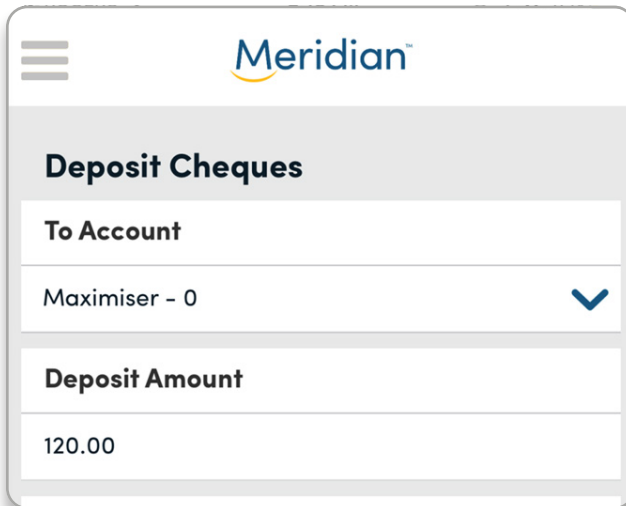 Meridian™
Deposit Cheques
To Account
Maximiser - 0
Deposit Amount
120.00